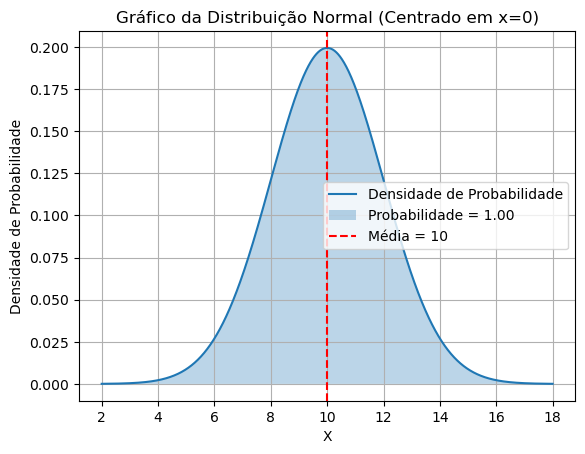 Gráfico da Distribuição Normal (Centrado em x=0)
Densidade de Probabilidade
0.200
0.175
0.150
0.125
0.100
0.075
0.050
0.025
0.000
Densidade de Probabilidade
Probabilidade = 1.00
Média = 10
2 4 6 8 10 12 14 16 18
X